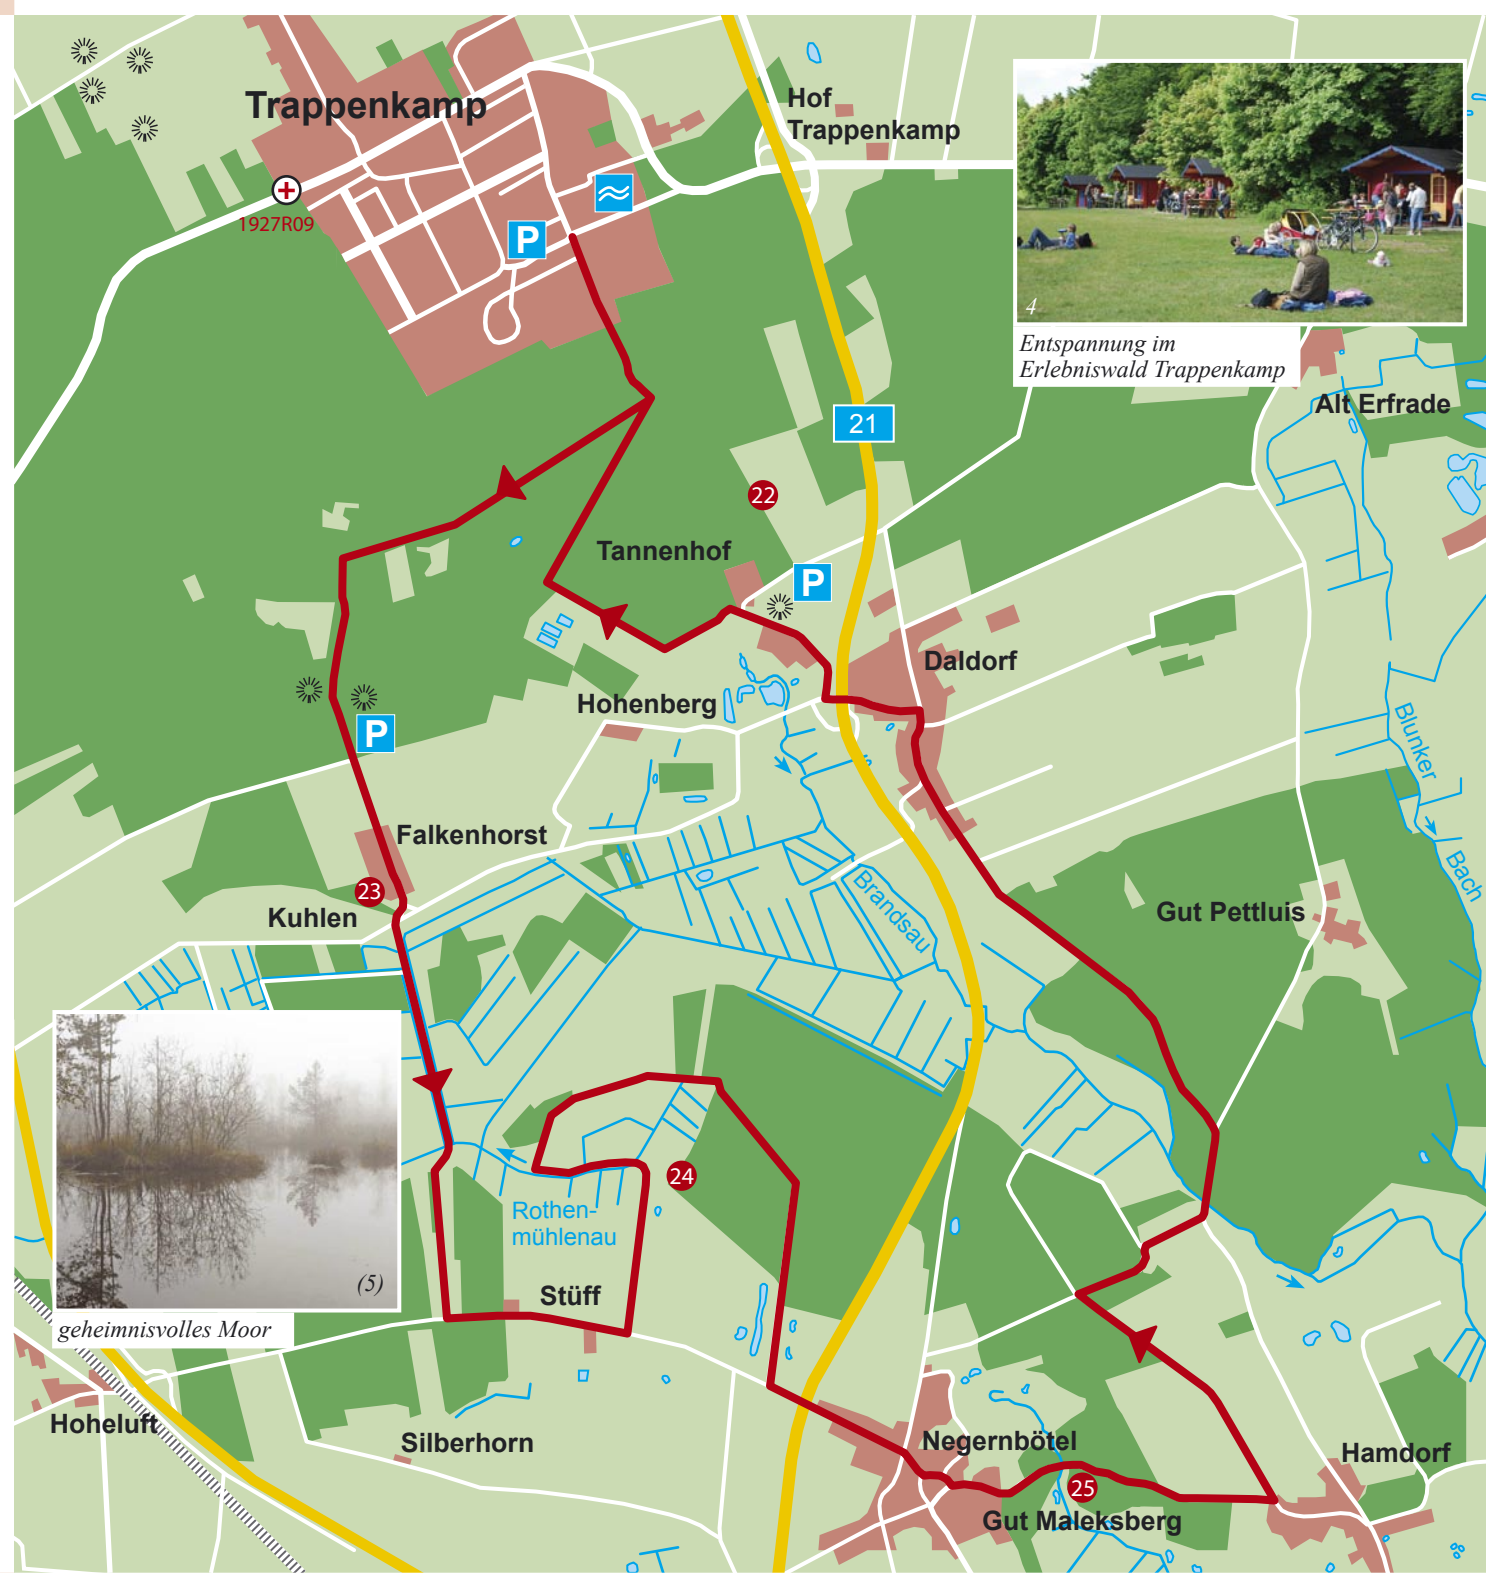 Trappenkamp
Hof
Trappenkamp
1927R09
P
4
Entspannung im
Erlebniswald Trappenkamp
Alt Erfrade
21
22
Tannenhof
P
Daldorf
Hohenberg
P
Blunker
Bach
Falkenhorst
23
Kuhlen
Brandsau
Gut Pettluis
24
Rothen-
mühlenau
(5)
geheimnisvolles Moor
Stüff
Hoheluft
Silberhorn
Negernbötel
25
Gut Maleksberg
Hamdorf